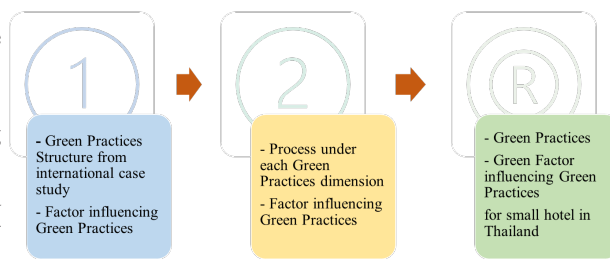 1
- Green Practices
Structure from
international case
study
- Factor influencing
Green Practices
2
- Process under
each Green
Practices dimension
- Factor influencing
Green Practices
R
- Green Practices
- Green Factor
influencing Green
Practices
for small hotel in
Thailand